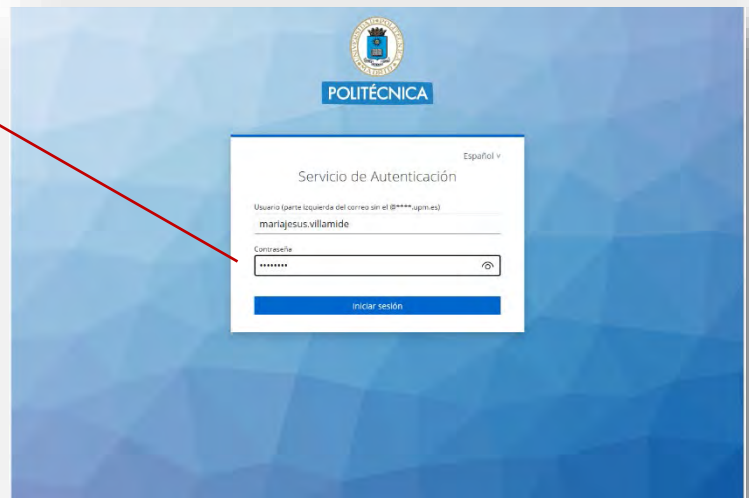 POLITÉCNICA
Español
Servicio de Autenticación
Usuario (parte izquierda del correo sin el @****.upm.es)
mariajesus.villamide
Contraseña
••••••••
Iniciar sesión